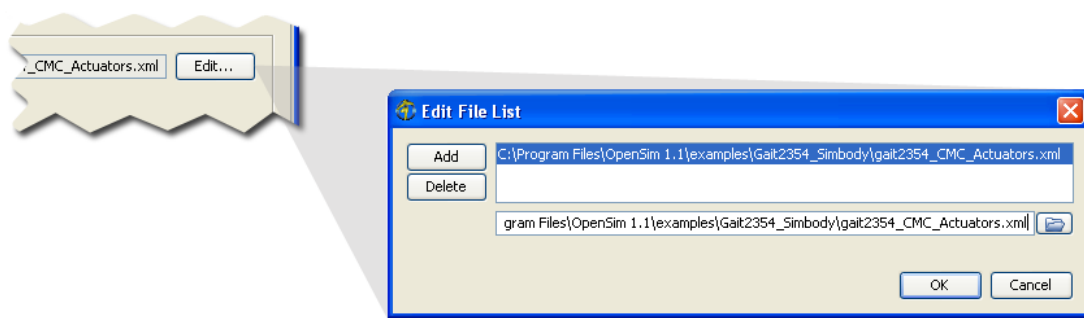 :_CMC_Actuators.xml Edit...
Edit File List
Add C:\Program Files\OpenSim 1.1\examples\Gait2354_Simbody\gait2354_CMC_Actuators.xml
Delete
gram Files\OpenSim 1.1\examples\Gait2354_Simbody\gait2354_CMC_Actuators.xml
OK Cancel